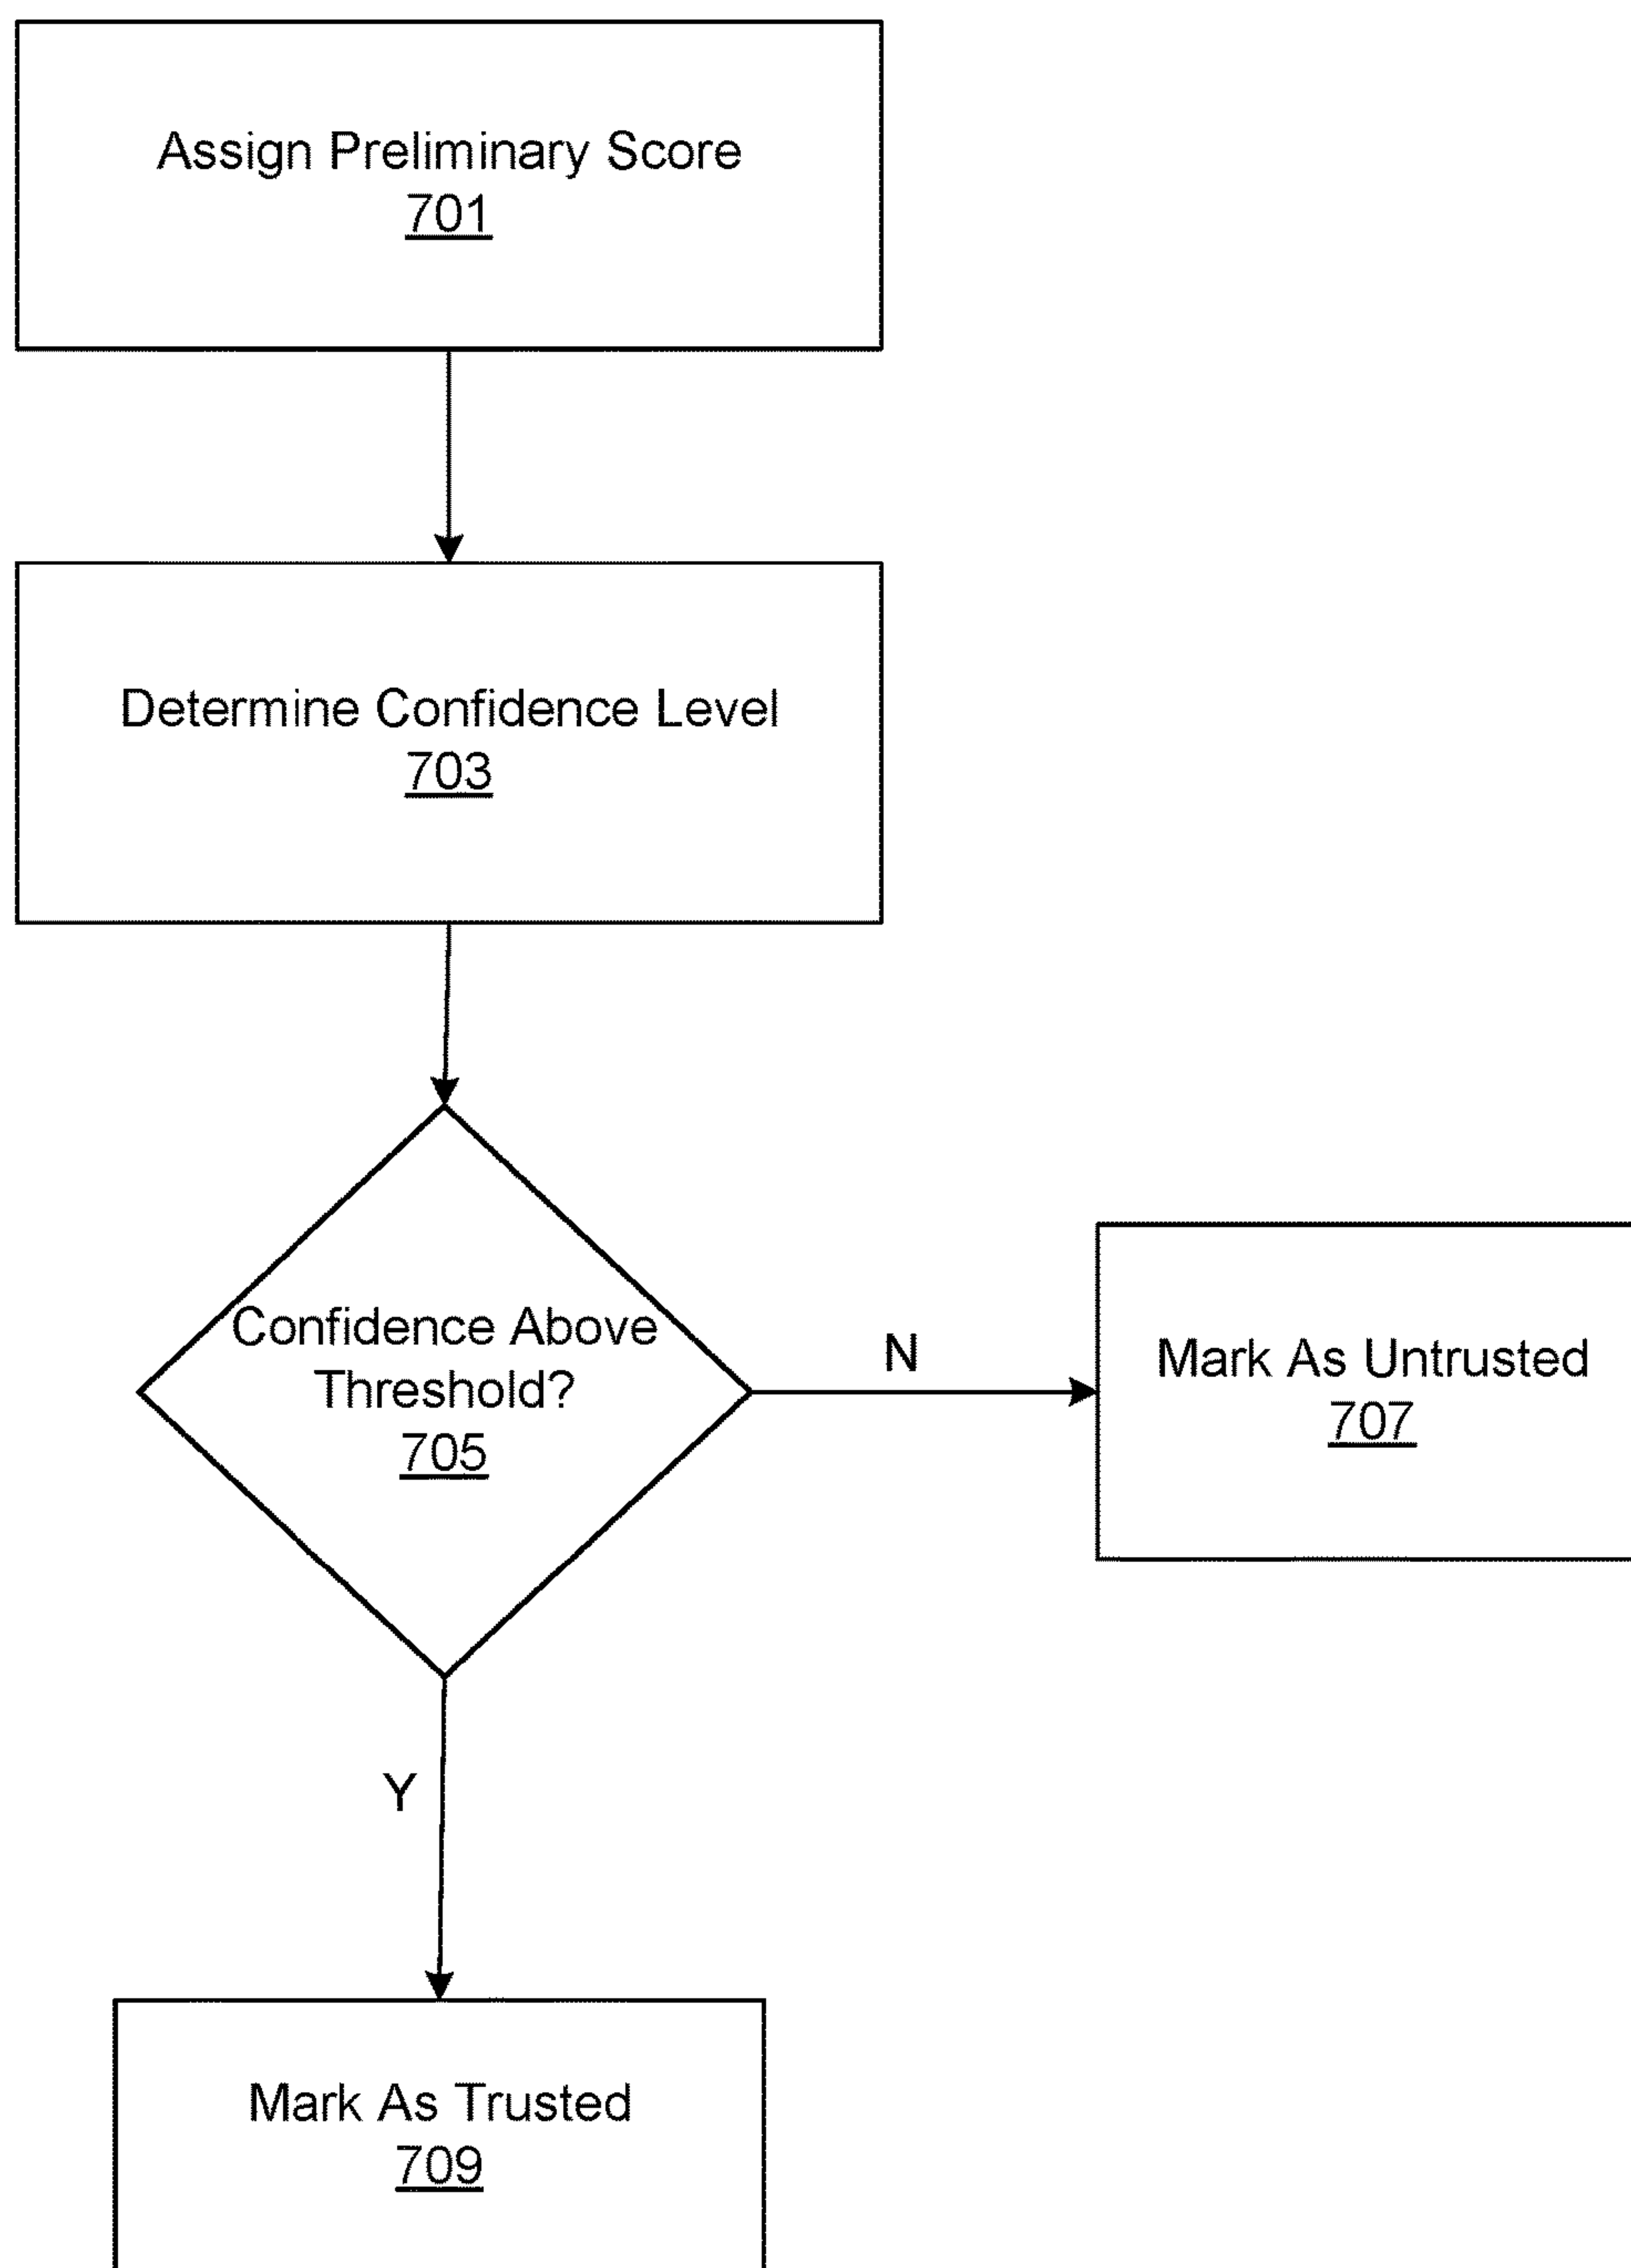 Assign Preliminary Score
701
Determine Confidence Level
703
Confidence Above
Threshold?
705
N
Mark As Untrusted
707
Y
Mark As Trusted
709